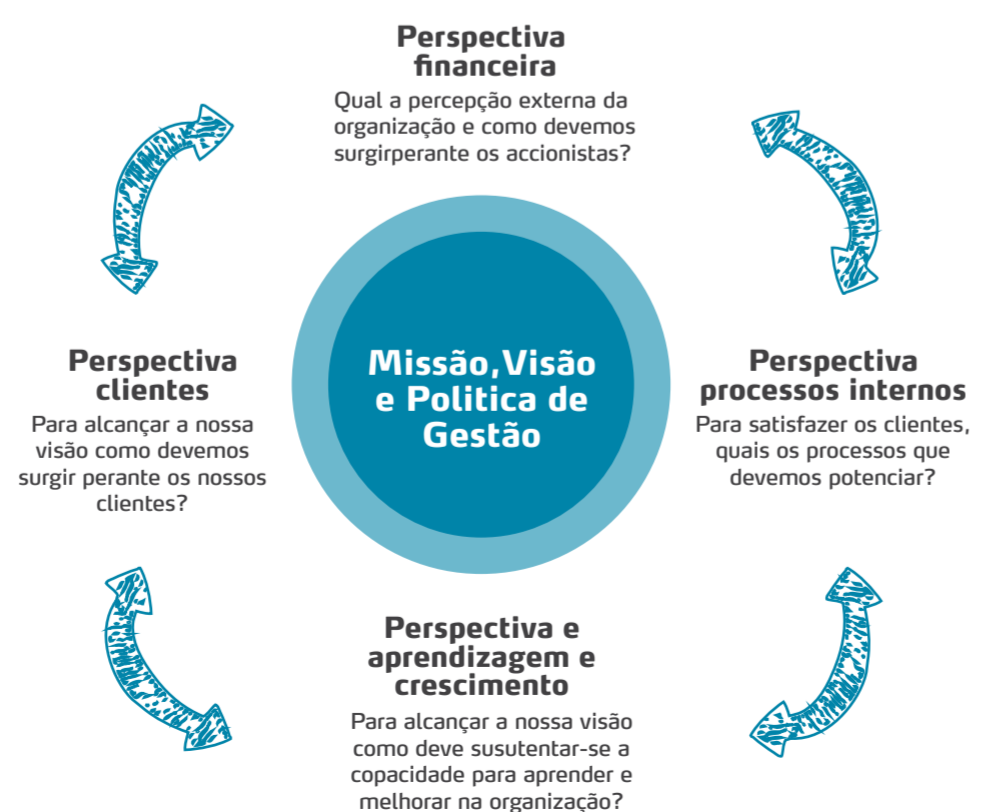 Perspectiva
financeira
Qual a percepção externa da
organização e como devemos
surgirperante os accionistas?
Perspectiva
clientes
Para alcançar a nossa
visão como devemos
surgir perante os nossos
clientes?
Missão,Visão
e Politica de
Gestão
Perspectiva
processos internos
Para satisfazer os clientes,
quais os processos que
devemos potenciar?
Perspectiva e
aprendizagem e
crescimento
Para alcançar a nossa visão
como deve susutentar-se a
copacidade para aprender e
melhorar na organização?